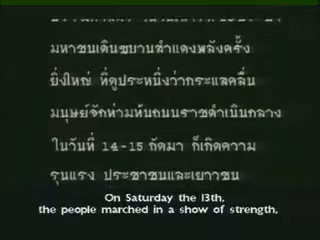 มหาชนเดินขบวนสำแดงพลังครั้ง
ยิ่งใหญ่ ที่ดูประหนึ่งว่ากระแสคลื่น
มนุษย์จักท่วมท้นถนนราชดำเนินกลาง
ในวันที่ 14-15 ถัดมา ก็เกิดความ
รุนแรง ประชาชนและเยาวชน
On Saturday the 13th,
the people marched in a show of strength,